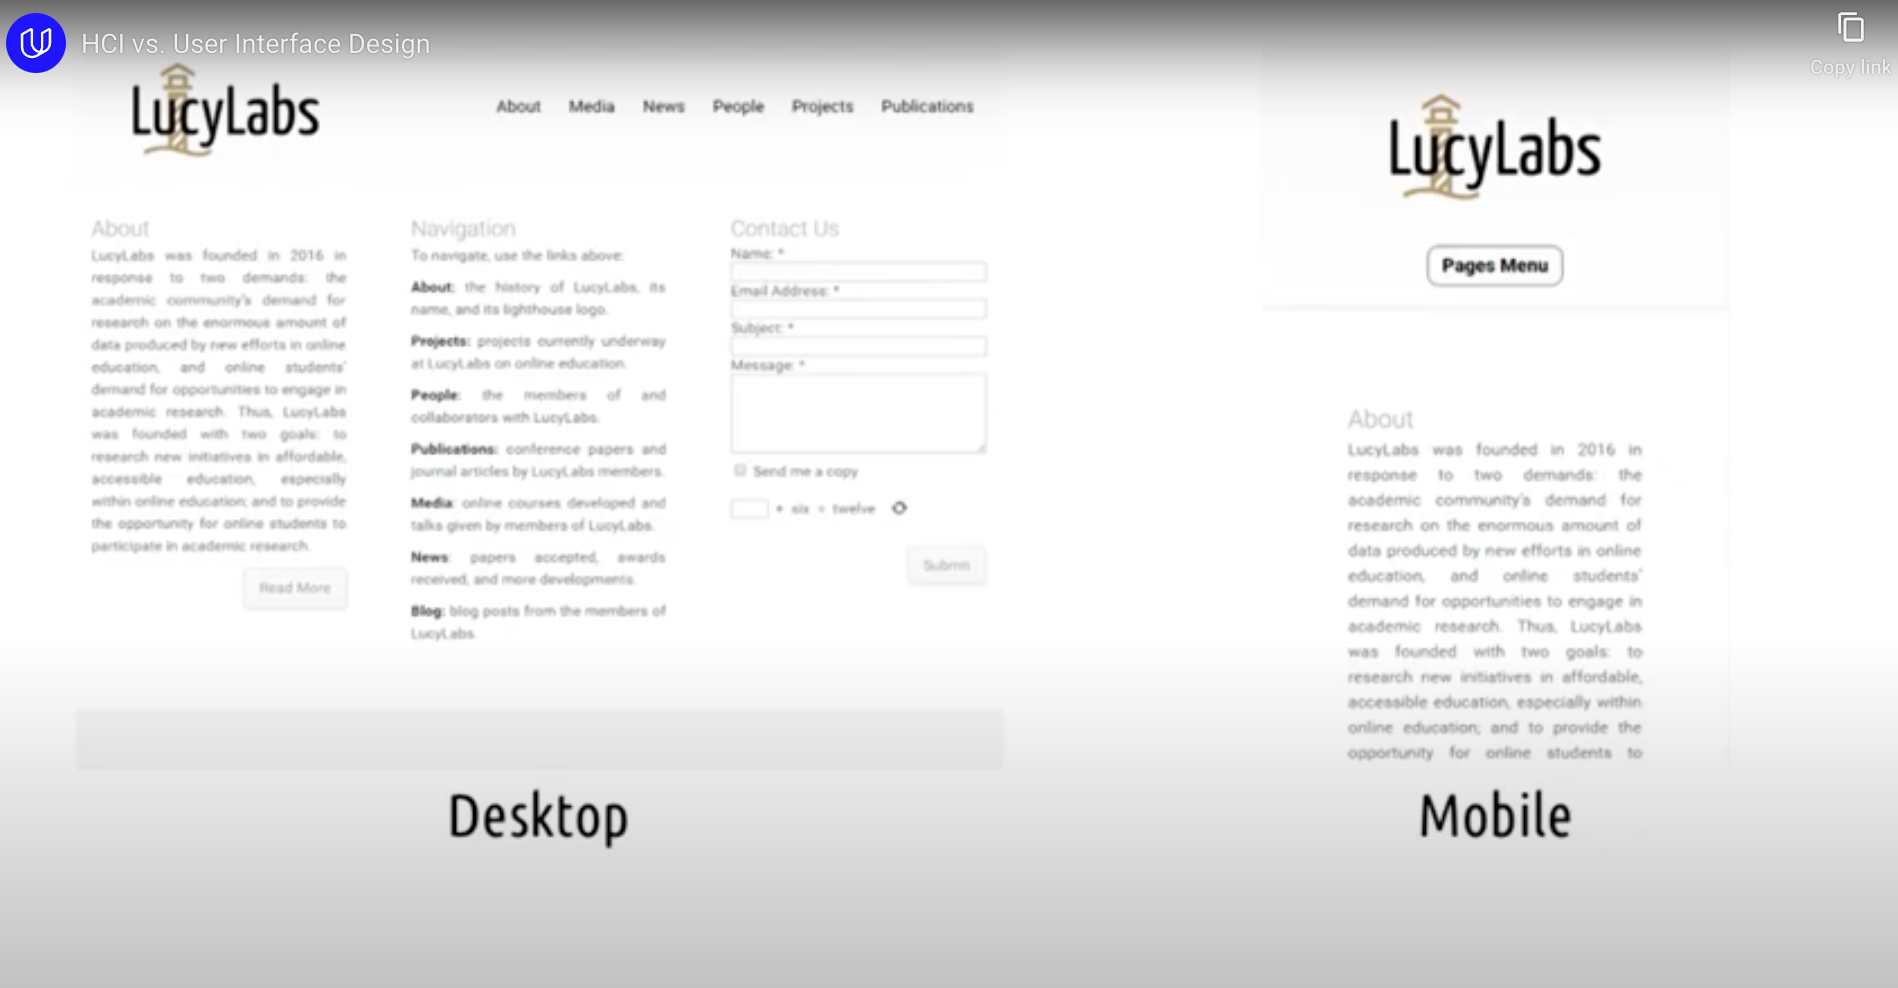 HCI vs. User Interface Design
Copy link
LucyLabs
About Media News People Projects Publications
About
LucyLabs was founded in 2016 in
response to two demands: the
academic community's demand for
research on the enormous amount of
data produced by new efforts in online
education, and online students'
demand for opportunities to engage in
academic research. Thus, LucyLabs
was founded with two goals: to
research new initiatives in affordable,
accessible education, especially
within online education; and to provide
the opportunity for online students to
participate in academic research.
Read More
Navigation
To navigate, use the links above:
About: the history of LucyLabs, its
name, and its lighthouse logo.
Projects: projects currently underway
at LucyLabs on online education.
People: the members of and
collaborators with LucyLabs.
Publications: conference papers and
journal articles by LucyLabs members.
Media: online courses developed and
talks given by members of LucyLabs.
News: papers accepted, awards
received, and more developments.
Blog: blog posts from the members of
LucyLabs.
Contact Us
Name: *
Email Address: *
Subject: *
Message: *
Send me a copy
+ six = twelve
Submit
Desktop
LucyLabs
Pages Menu
About
LucyLabs was founded in 2016 in
response to two demands: the
academic community's demand for
research on the enormous amount of
data produced by new efforts in online
education, and online students'
demand for opportunities to engage in
academic research. Thus, LucyLabs
was founded with two goals: to
research new initiatives in affordable,
accessible education, especially within
online education; and to provide the
opportunity for online students to
Mobile